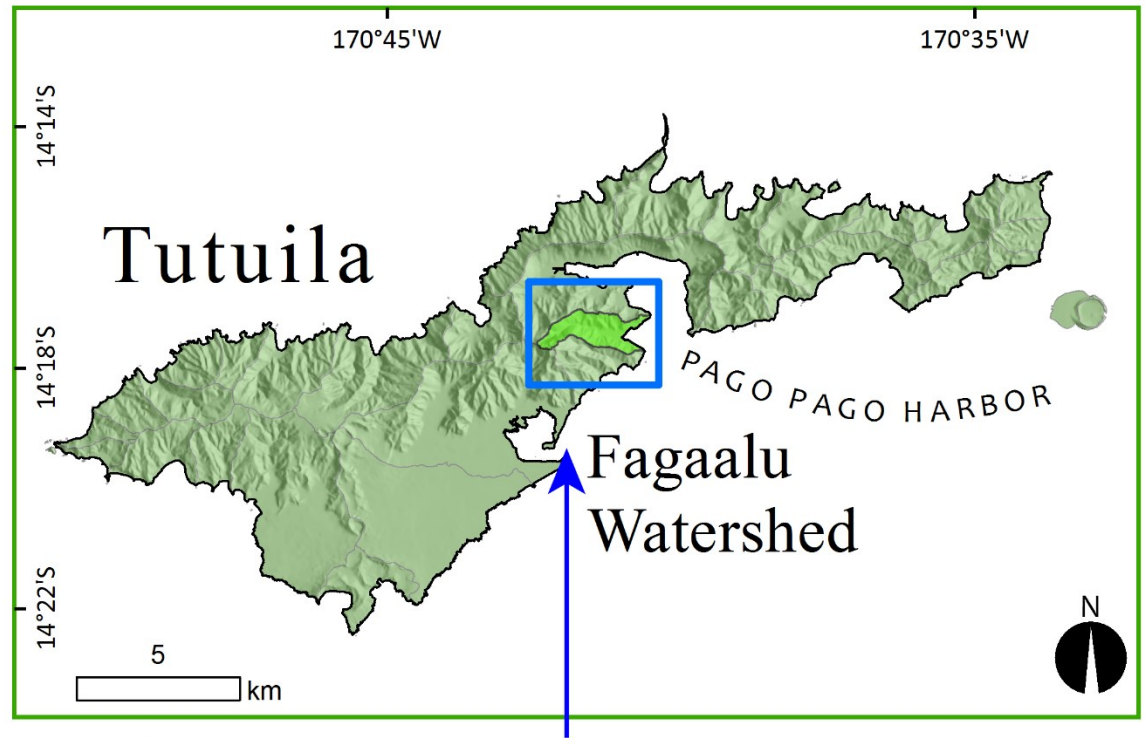 170°45'W
170°35'W
14°14'S
Tutuila
14°18'S
PAGO PAGO HARBOR
Fagaalu
Watershed
14°22'S
N
5
km